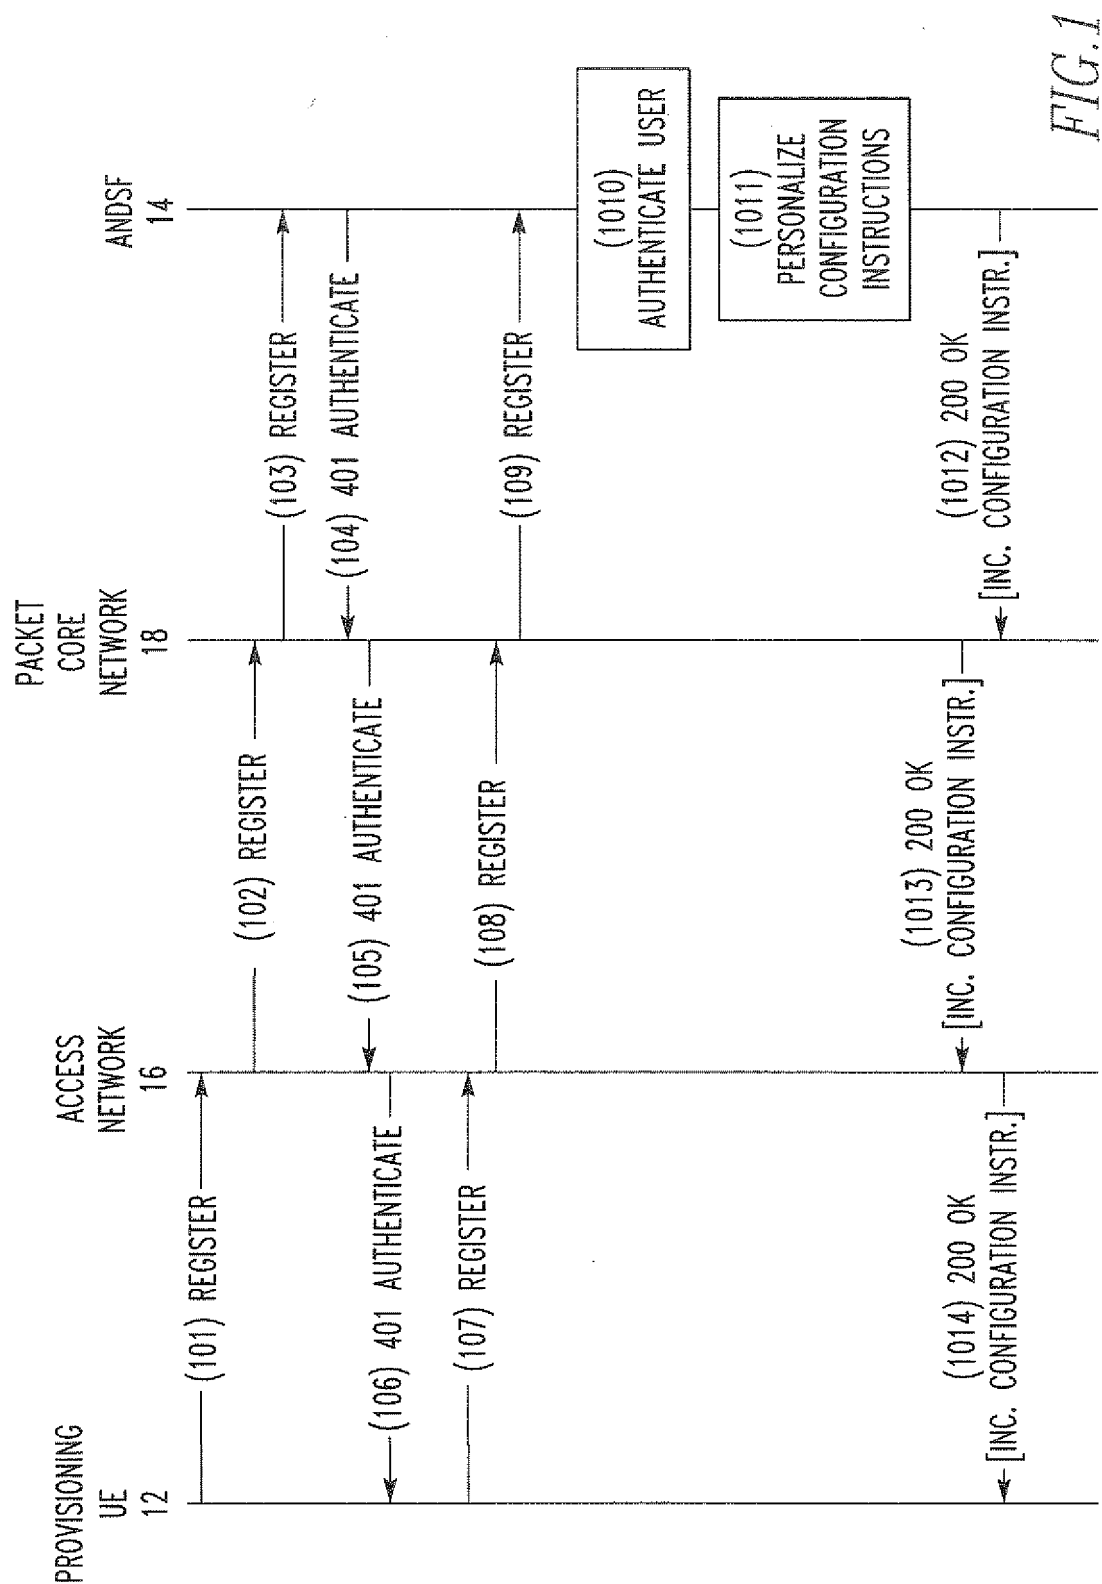 PROVISIONING
UE
12
ACCESS
NETWORK
16
PACKET
CORE
NETWORK
18
ANDSF
14
(101) REGISTER
(102) REGISTER
(103) REGISTER
(104) 401 AUTHENTICATE
(105) 401 AUTHENTICATE
(106) 401 AUTHENTICATE
(107) REGISTER
(108) REGISTER
(109) REGISTER
(1010)
AUTHENTICATE USER
(1011)
PERSONALIZE
CONFIGURATION
INSTRUCTIONS
(1012) 200 OK
[INC. CONFIGURATION INSTR.]
(1013) 200 OK
[INC. CONFIGURATION INSTR.]
(1014) 200 OK
[INC. CONFIGURATION INSTR.]
FIG.1